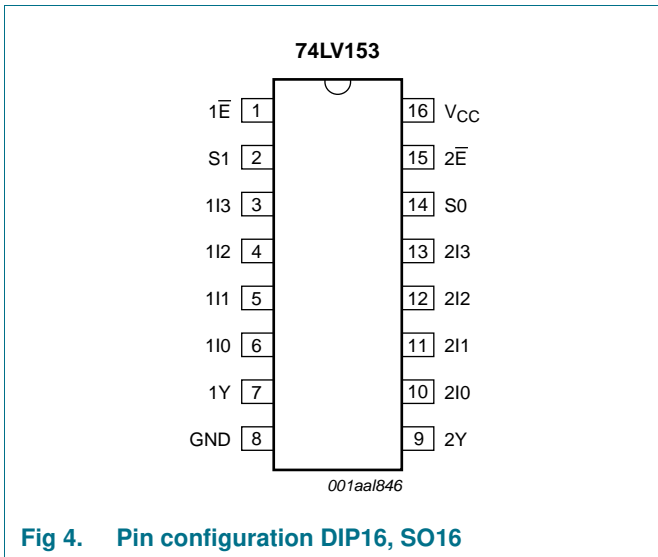 74LV153
1E̅ 1 16 VCC
S1 2 15 2E̅
1I3 3 14 S0
1I2 4 13 2I3
1I1 5 12 2I2
1I0 6 11 2I1
1Y 7 10 2I0
GND 8 9 2Y
001aal846
Fig 4. Pin configuration DIP16, SO16